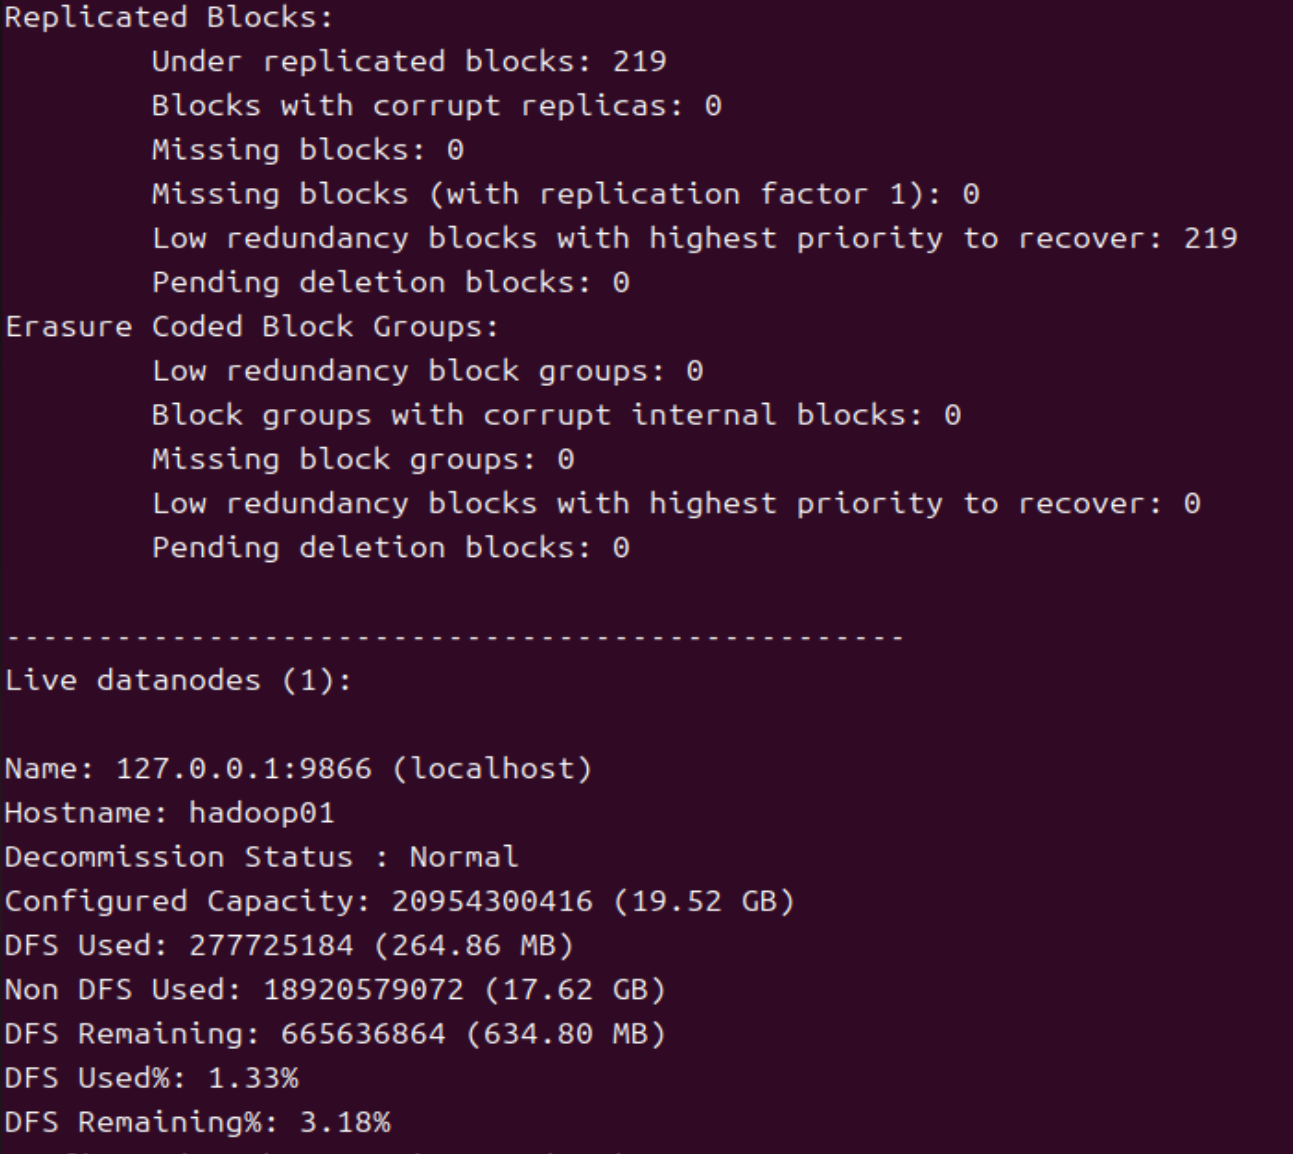 Replicated Blocks:
Under replicated blocks: 219
Blocks with corrupt replicas: 0
Missing blocks: 0
Missing blocks (with replication factor 1): 0
Low redundancy blocks with highest priority to recover: 219
Pending deletion blocks: 0
Erasure Coded Block Groups:
Low redundancy block groups: 0
Block groups with corrupt internal blocks: 0
Missing block groups: 0
Low redundancy blocks with highest priority to recover: 0
Pending deletion blocks: 0
-------------------------------------------------
Live datanodes (1):
Name: 127.0.0.1:9866 (localhost)
Hostname: hadoop01
Decommission Status : Normal
Configured Capacity: 20954300416 (19.52 GB)
DFS Used: 277725184 (264.86 MB)
Non DFS Used: 18920579072 (17.62 GB)
DFS Remaining: 665636864 (634.80 MB)
DFS Used%: 1.33%
DFS Remaining%: 3.18%